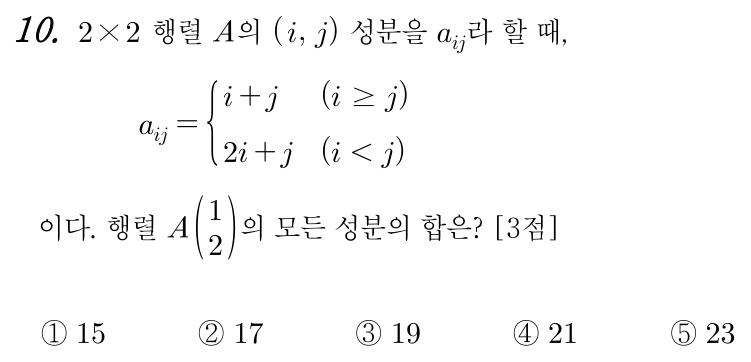 10. 2×2 행렬 A의 (i, j) 성분을 a_{ij}라 할 때,
a_{ij} = { i+j (i ≥ j)
2i+j (i < j)
이다. 행렬 A(1 2)의 모든 성분의 합은? [3점]
① 15 ② 17 ③ 19 ④ 21 ⑤ 23